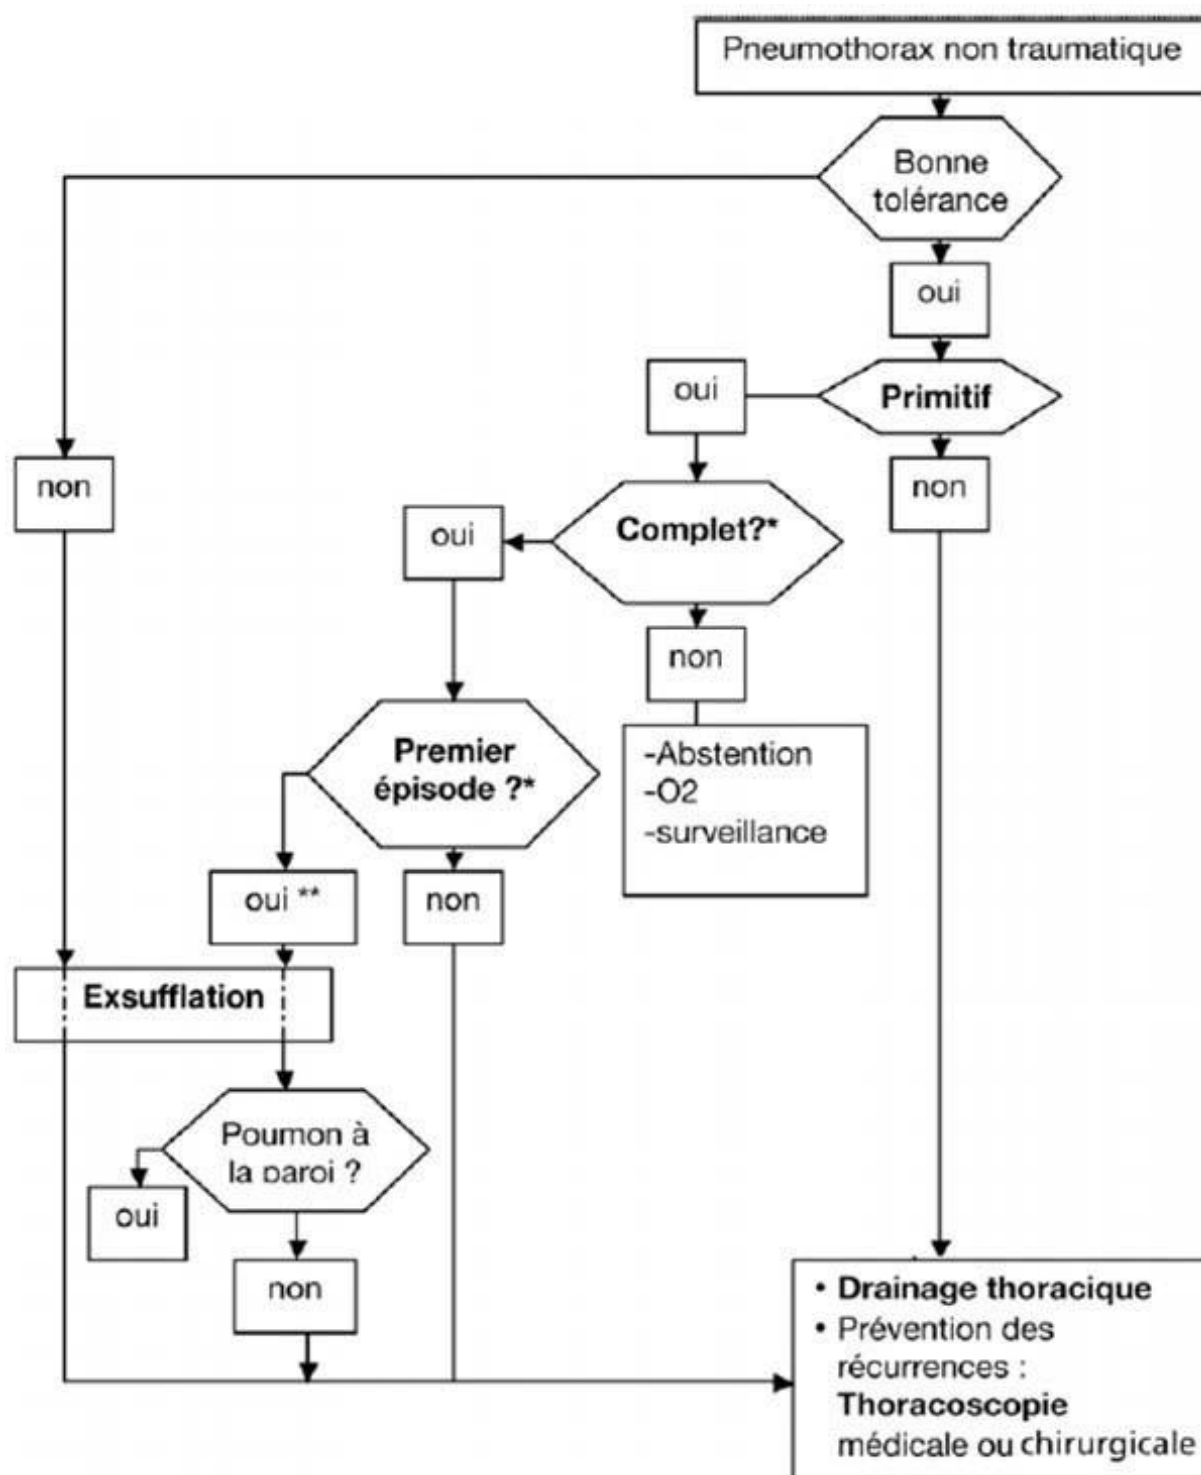 Pneumothorax non traumatique
Bonne
tolérance
oui
oui
Primitif
non
non
oui
Complet?*
non
Premier
épisode ?*
-Abstention
-O2
-surveillance
oui **
non
Exsufflation
Poumon à
la paroi ?
oui
non
• Drainage thoracique
• Prévention des
récurrences :
Thoracoscopie
médicale ou chirurgicale